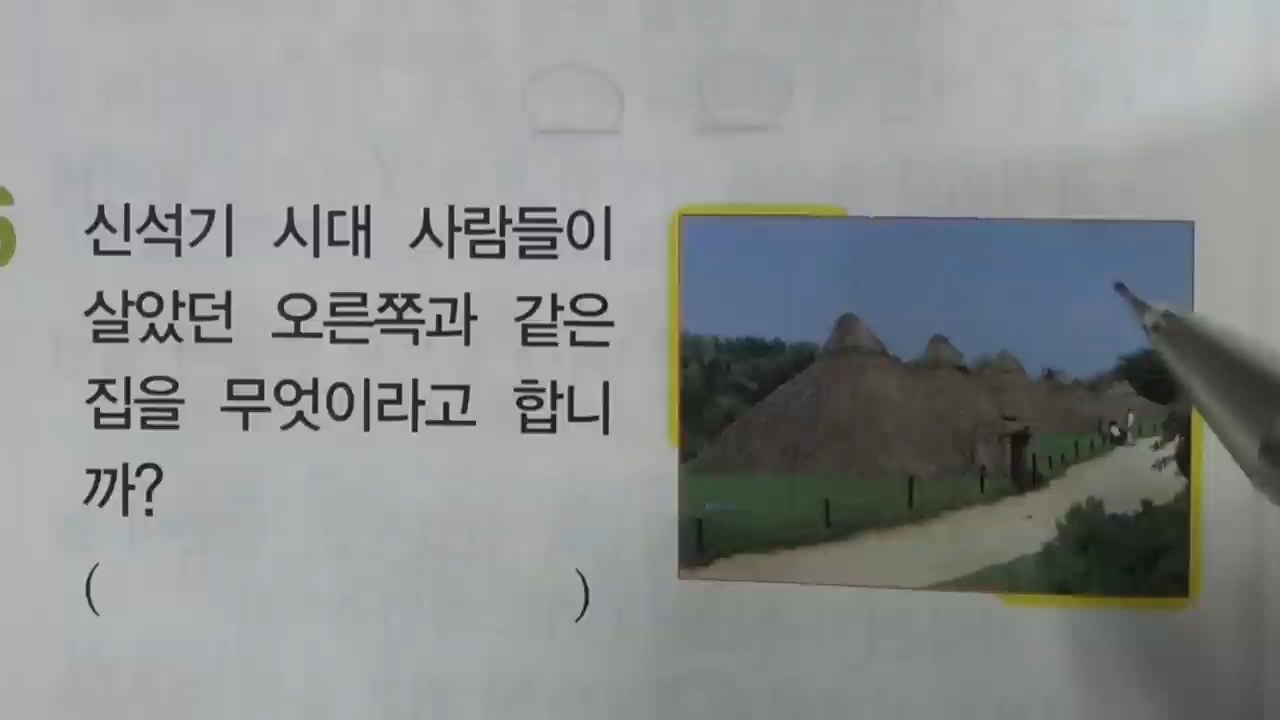 신석기 시대 사람들이
살았던 오른쪽과 같은
집을 무엇이라고 합니
까?
( )